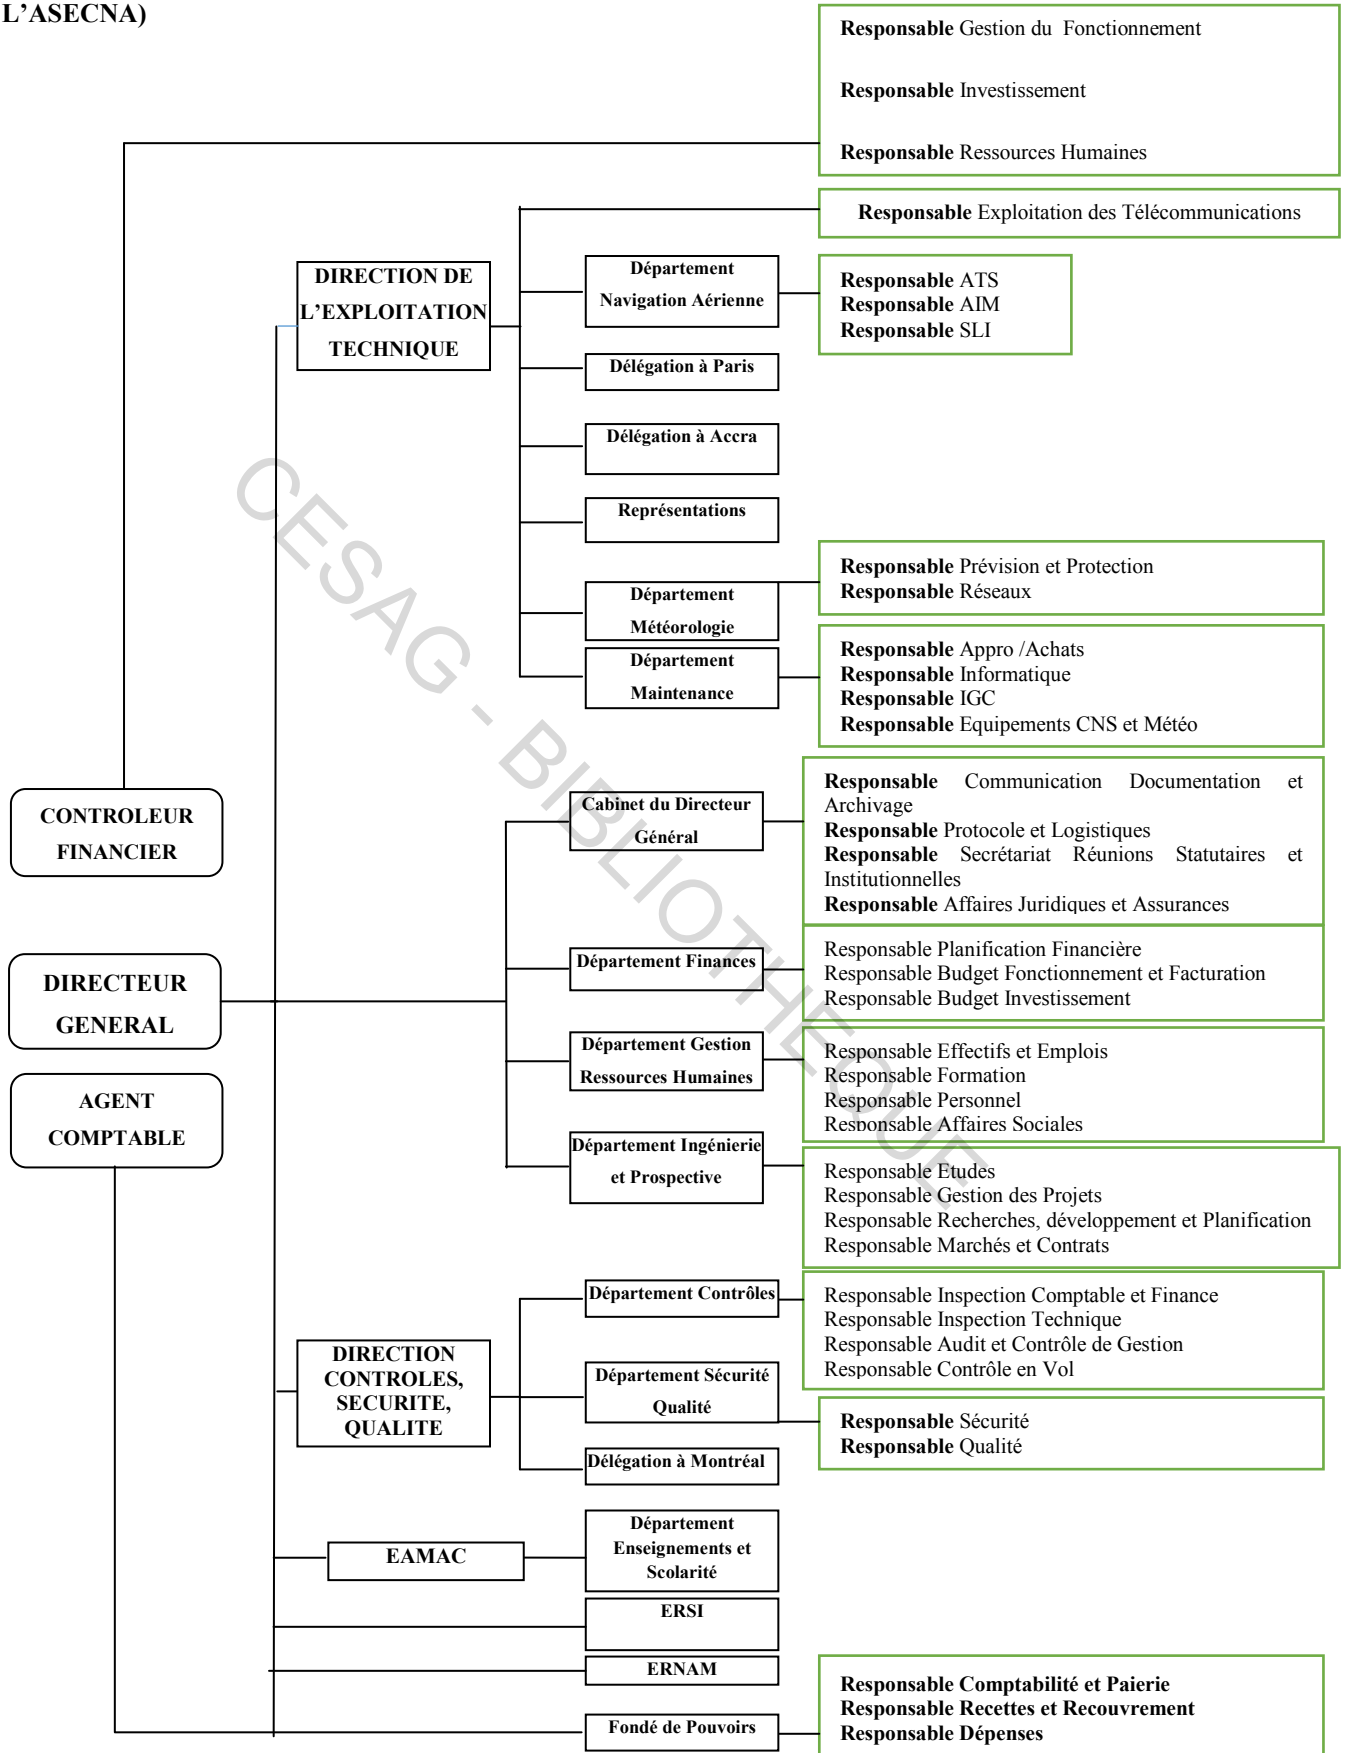 L’ASECNA)
Responsable Gestion du Fonctionnement
Responsable Investissement
Responsable Ressources Humaines
Responsable Exploitation des Télécommunications
DIRECTION DE
L’EXPLOITATION
TECHNIQUE
Département
Navigation Aérienne
Responsable ATS
Responsable AIM
Responsable SLI
Délégation à Paris
Délégation à Accra
Représentations
Département
Météorologie
Responsable Prévision et Protection
Responsable Réseaux
Département
Maintenance
Responsable Appro /Achats
Responsable Informatique
Responsable IGC
Responsable Equipements CNS et Météo
CONTROLEUR
FINANCIER
Cabinet du Directeur
Général
Responsable Communication Documentation et
Archivage
Responsable Protocole et Logistiques
Responsable Secrétariat Réunions Statutaires et
Institutionnelles
Responsable Affaires Juridiques et Assurances
DIRECTEUR
GENERAL
Département Finances
Responsable Planification Financière
Responsable Budget Fonctionnement et Facturation
Responsable Budget Investissement
Département Gestion
Ressources Humaines
Responsable Effectifs et Emplois
Responsable Formation
Responsable Personnel
Responsable Affaires Sociales
AGENT
COMPTABLE
Département Ingénierie
et Prospective
Responsable Etudes
Responsable Gestion des Projets
Responsable Recherches, développement et Planification
Responsable Marchés et Contrats
DIRECTION
CONTROLES,
SECURITE,
QUALITE
Département Contrôles
Responsable Inspection Comptable et Finance
Responsable Inspection Technique
Responsable Audit et Contrôle de Gestion
Responsable Contrôle en Vol
Département Sécurité
Qualité
Responsable Sécurité
Responsable Qualité
Délégation à Montréal
EAMAC
Département
Enseignements et
Scolarité
ERSI
ERNAM
Fondé de Pouvoirs
Responsable Comptabilité et Paierie
Responsable Recettes et Recouvrement
Responsable Dépenses
CESAG - BIBLIOTHEQUE